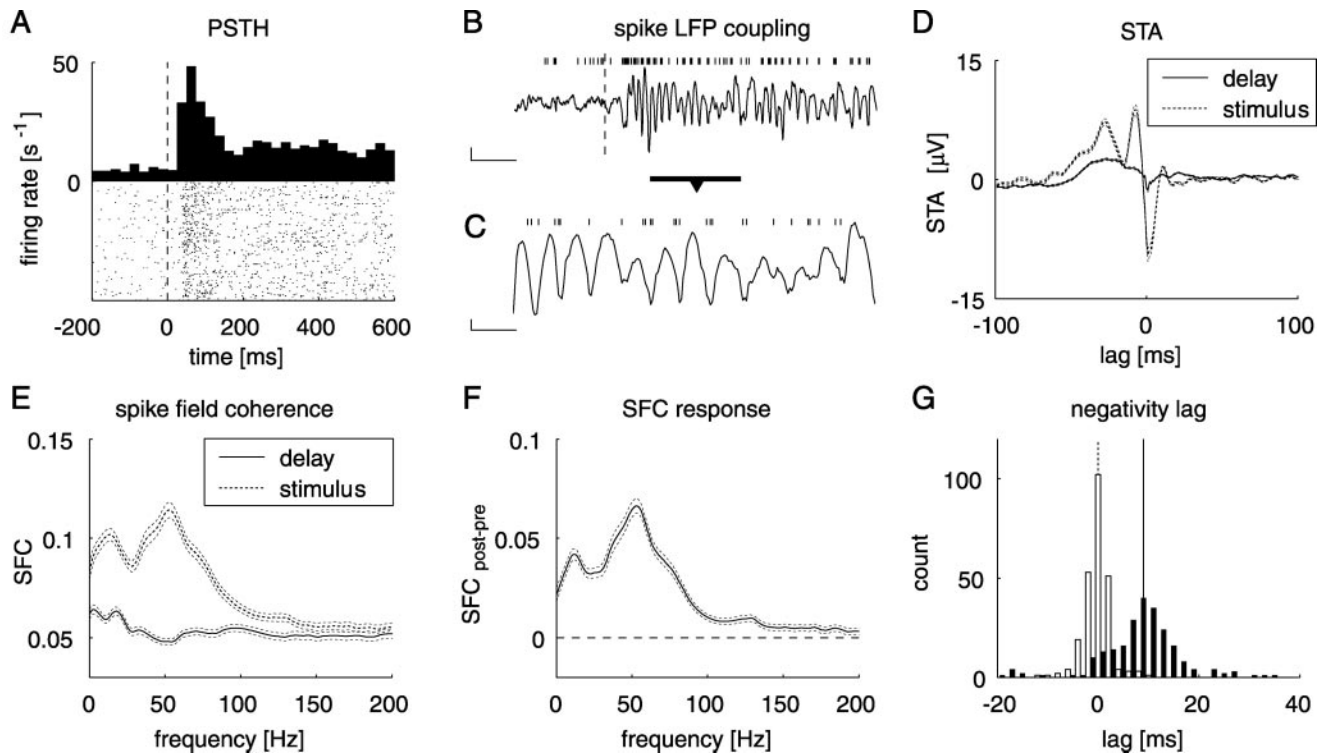 A
PSTH
50
0
firing rate [s⁻¹]
-200
0
200
400
600
time [ms]
B
spike LFP coupling
C
D
STA
15
0
-15
STA [μV]
delay
stimulus
-100
0
100
lag [ms]
E
spike field coherence
0.15
0.1
0.05
SFC
delay
stimulus
0
50
100
150
200
frequency [Hz]
F
SFC response
0.1
0.05
0
SFC post-pre
0
50
100
150
200
frequency [Hz]
G
negativity lag
100
50
0
count
-20
0
20
40
lag [ms]